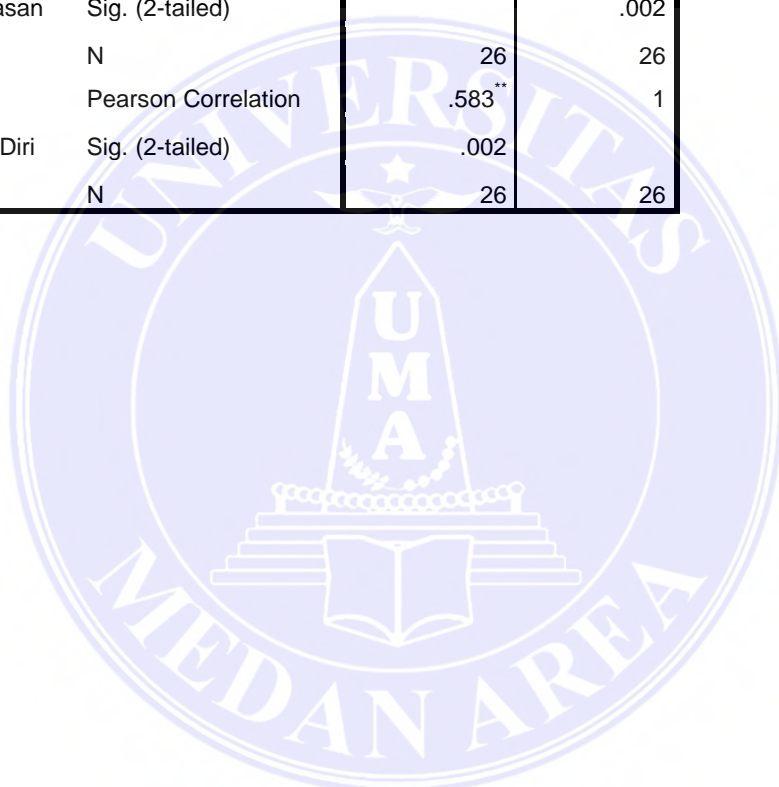 asan Sig. (2-tailed) .002
N 26 26
Pearson Correlation .583** 1
Diri Sig. (2-tailed) .002
N 26 26
UNIVERSITAS
U
M
A
MEDAN AREA